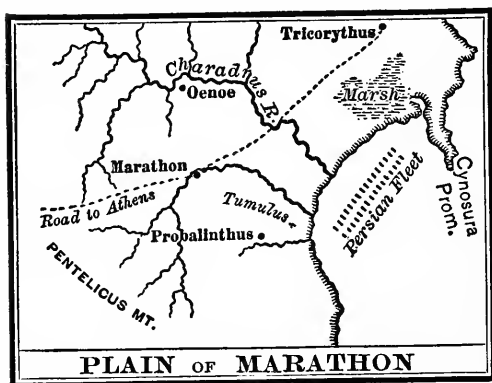 Tricorythus
Charadrus R.
Oenoe
Marsh
Marathon
Cynosura
Prom.
Road to Athens
Tumulus
Persian Fleet
Probalinthus
PENTELICUS MT.
PLAIN OF MARATHON